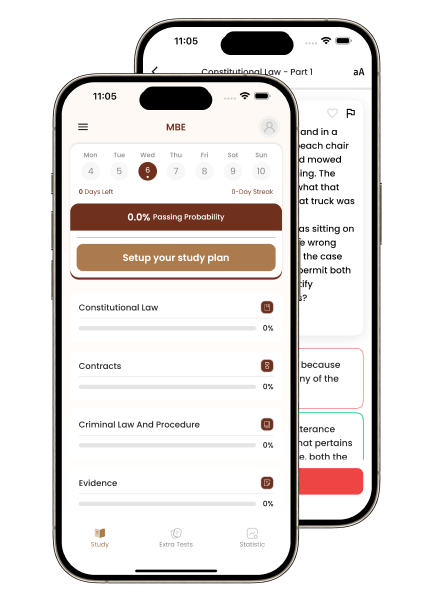 11:05
MBE
Mon Tue Wed Thu Fri Sat Sun
4 5 6 7 8 9 10
0 Days Left 0-Day Streak
0.0% Passing Probability
Setup your study plan
Constitutional Law
0%
Contracts
0%
Criminal Law And Procedure
0%
Evidence
0%
Study Extra Tests Statistic
11:05
Constitutional Law - Part 1 aA
and in a
beach chair
d mowed
ing. The
what that
at truck was
as sitting on
e wrong
the case
permit both
tify
s?
because
ny of the
tterance
hat pertains
e, both the